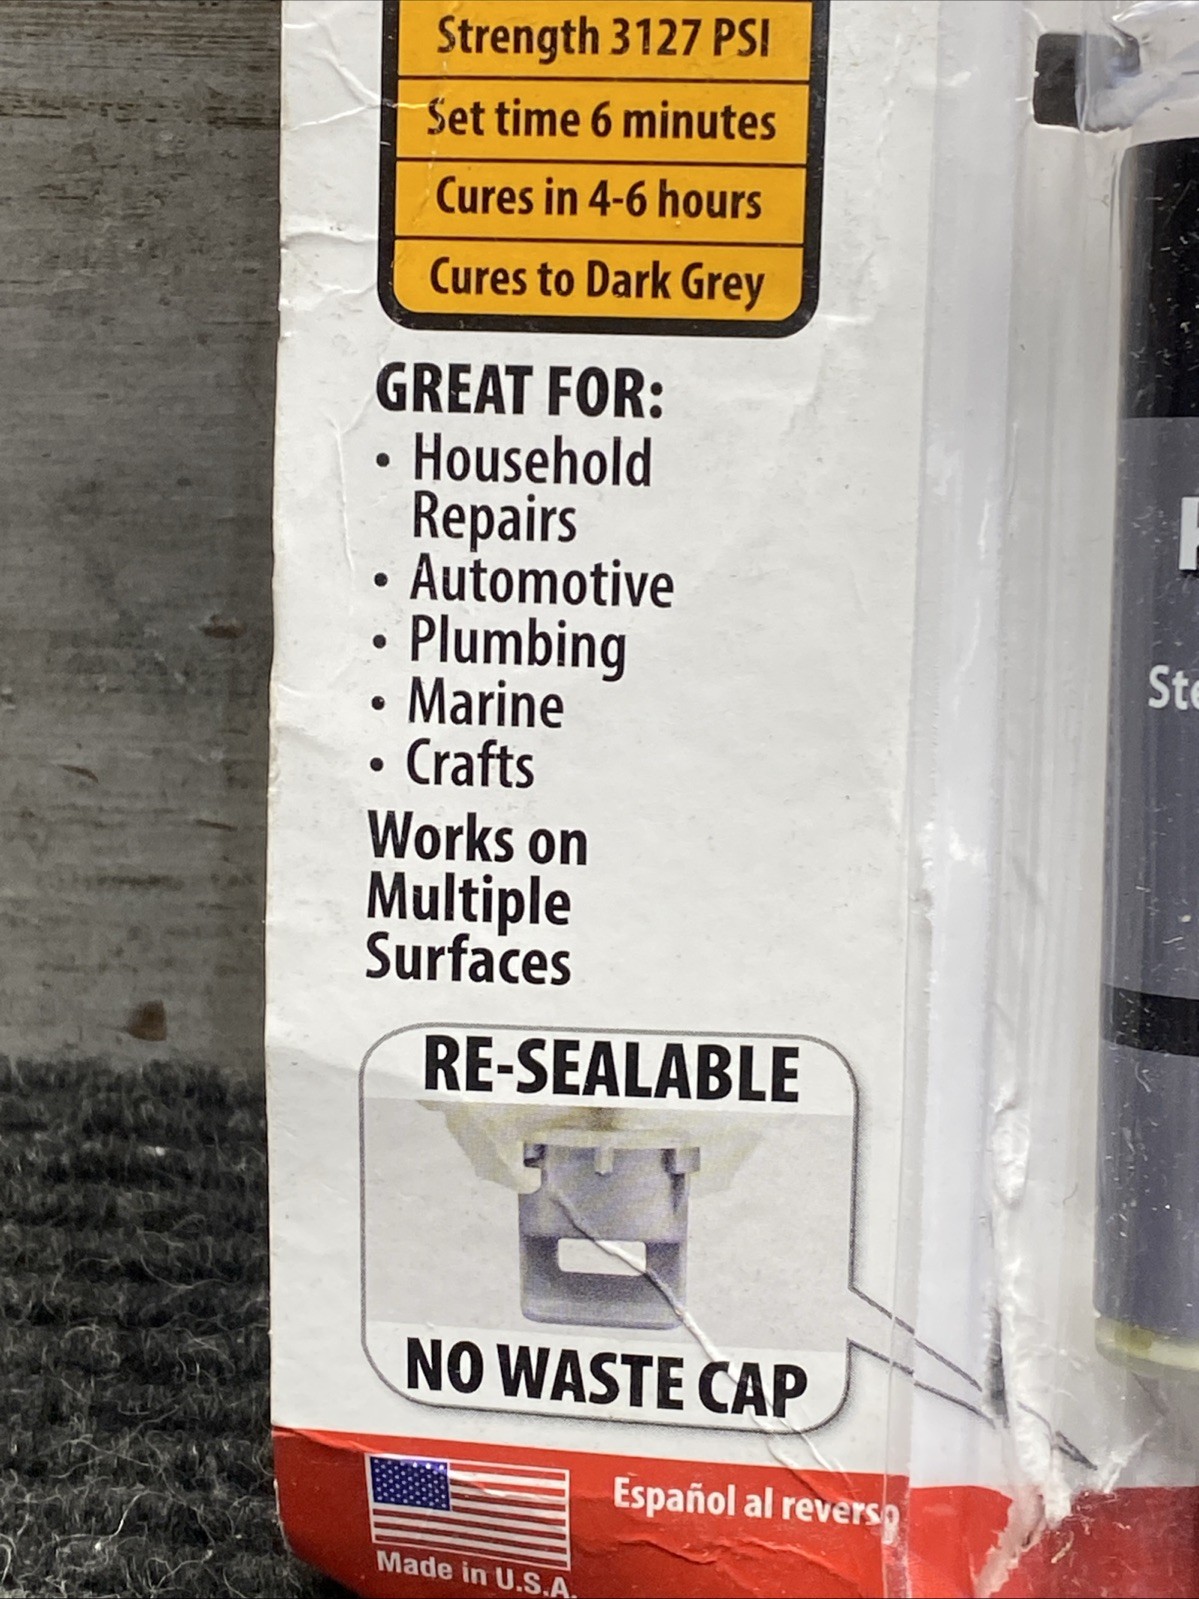 Strength 3127 PSI
Set time 6 minutes
Cures in 4-6 hours
Cures to Dark Grey
GREAT FOR:
• Household
Repairs
• Automotive
• Plumbing
• Marine
• Crafts
Works on
Multiple
Surfaces
RE-SEALABLE
NO WASTE CAP
Español al reverso
Made in U.S.A.